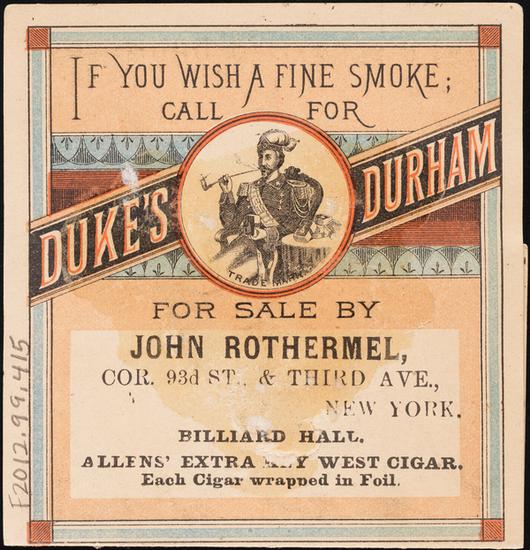 IF YOU WISH A FINE SMOKE;
CALL FOR
DUKE'S DURHAM
TRADE MARK
FOR SALE BY
JOHN ROTHERMEL,
COR. 93d ST., & THIRD AVE.,
NEW YORK.
BILLIARD HALL.
ALLENS' EXTRA WEST CIGAR.
Each Cigar wrapped in Foil.
F2012.99.415